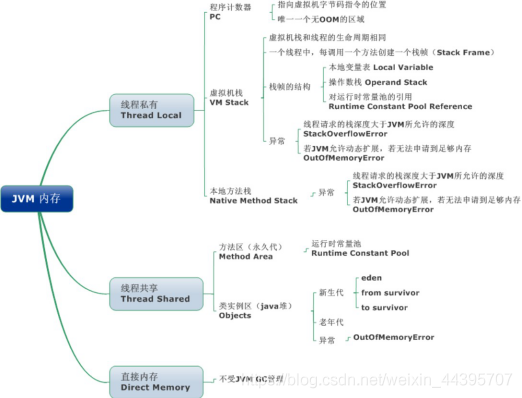 JVM 内存
线程私有
Thread Local
程序计数器
PC
指向虚拟机字节码指令的位置
唯一一个无OOM的区域
虚拟机栈
VM Stack
虚拟机栈和线程的生命周期相同
一个线程中，每调用一个方法创建一个栈帧（Stack Frame）
栈帧的结构
本地变量表 Local Variable
操作数栈 Operand Stack
对运行时常量池的引用
Runtime Constant Pool Reference
异常
线程请求的栈深度大于JVM所允许的深度
StackOverflowError
若JVM允许动态扩展，若无法申请到足够内存
OutOfMemoryError
本地方法栈
Native Method Stack
异常
线程请求的栈深度大于JVM所允许的深度
StackOverflowError
若JVM允许动态扩展，若无法申请到足够内存
OutOfMemoryError
线程共享
Thread Shared
方法区（永久代）
Method Area
运行时常量池
Runtime Constant Pool
类实例区（java堆）
Objects
新生代
eden
from survivor
to survivor
老年代
异常
OutOfMemoryError
直接内存
Direct Memory
不受JVM GC管理
https://blog.csdn.net/weixin_44395707